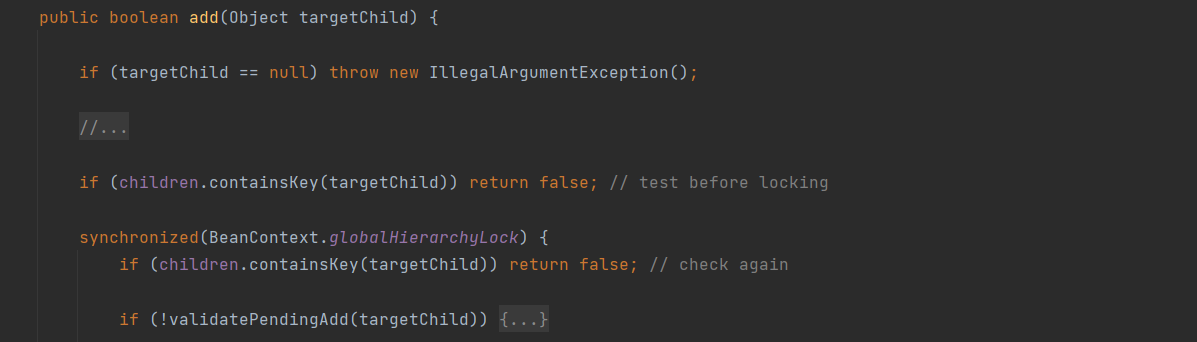 public boolean add(Object targetChild) {
if (targetChild == null) throw new IllegalArgumentException();
//...
if (children.containsKey(targetChild)) return false; // test before locking
synchronized(BeanContext.globalHierarchyLock) {
if (children.containsKey(targetChild)) return false; // check again
if (!validatePendingAdd(targetChild)) {...}